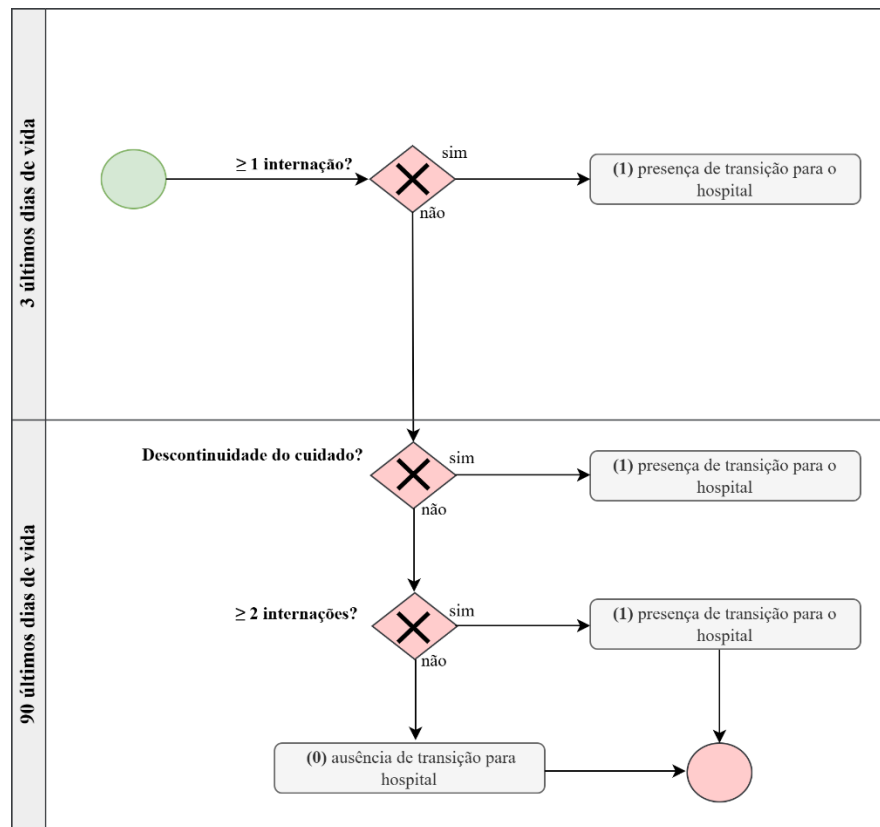 3 últimos dias de vida
≥ 1 internação?
sim
não
(1) presença de transição para o
hospital
90 últimos dias de vida
Descontinuidade do cuidado?
sim
não
(1) presença de transição para o
hospital
≥ 2 internações?
sim
não
(1) presença de transição para o
hospital
(0) ausência de transição para
hospital